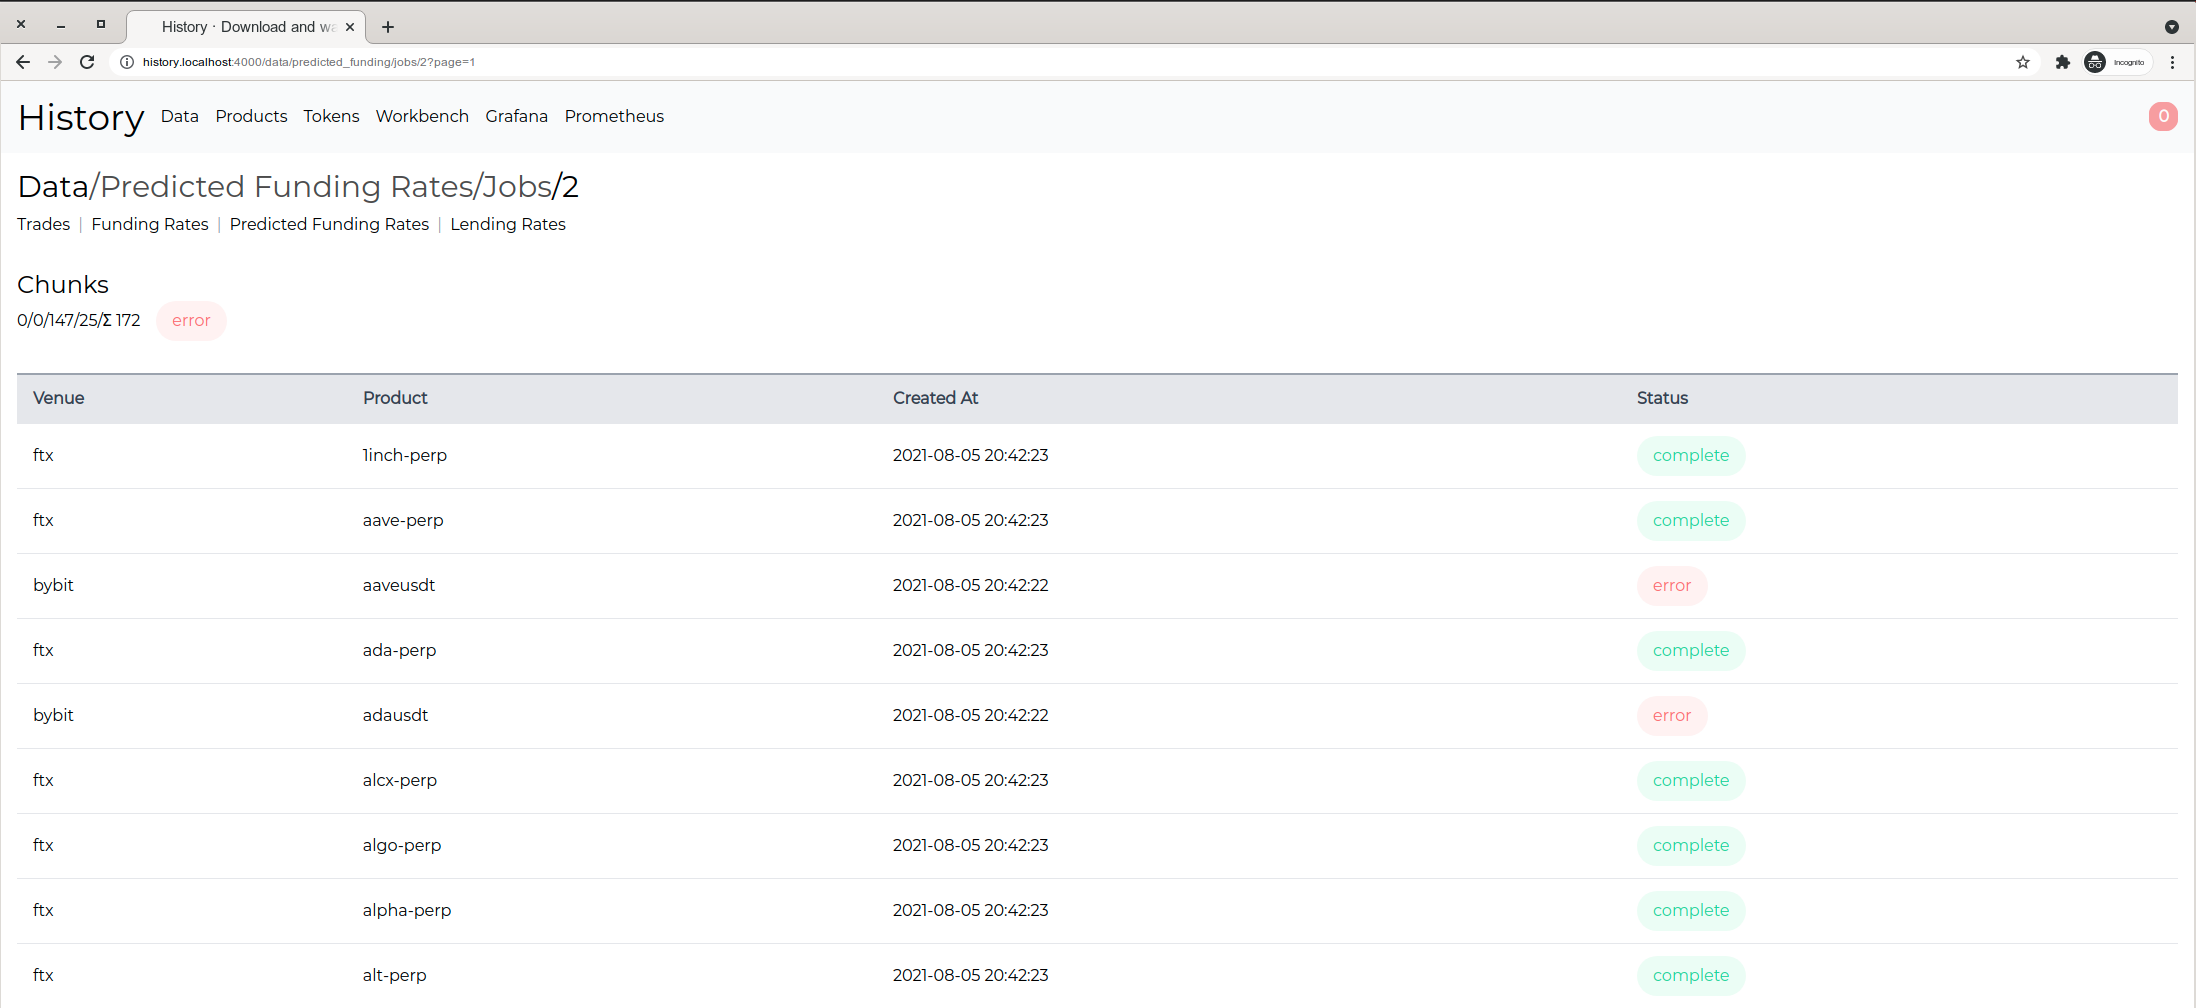 History · Download and wa
history.localhost:4000/data/predicted_funding/jobs/2?page=1
Incognito
History Data Products Tokens Workbench Grafana Prometheus 0
Data/Predicted Funding Rates/Jobs/2
Trades | Funding Rates | Predicted Funding Rates | Lending Rates
Chunks
0/0/147/25/Σ 172 error
Venue Product Created At Status
ftx 1inch-perp 2021-08-05 20:42:23 complete
ftx aave-perp 2021-08-05 20:42:23 complete
bybit aaveusdt 2021-08-05 20:42:22 error
ftx ada-perp 2021-08-05 20:42:23 complete
bybit adausdt 2021-08-05 20:42:22 error
ftx alcx-perp 2021-08-05 20:42:23 complete
ftx algo-perp 2021-08-05 20:42:23 complete
ftx alpha-perp 2021-08-05 20:42:23 complete
ftx alt-perp 2021-08-05 20:42:23 complete